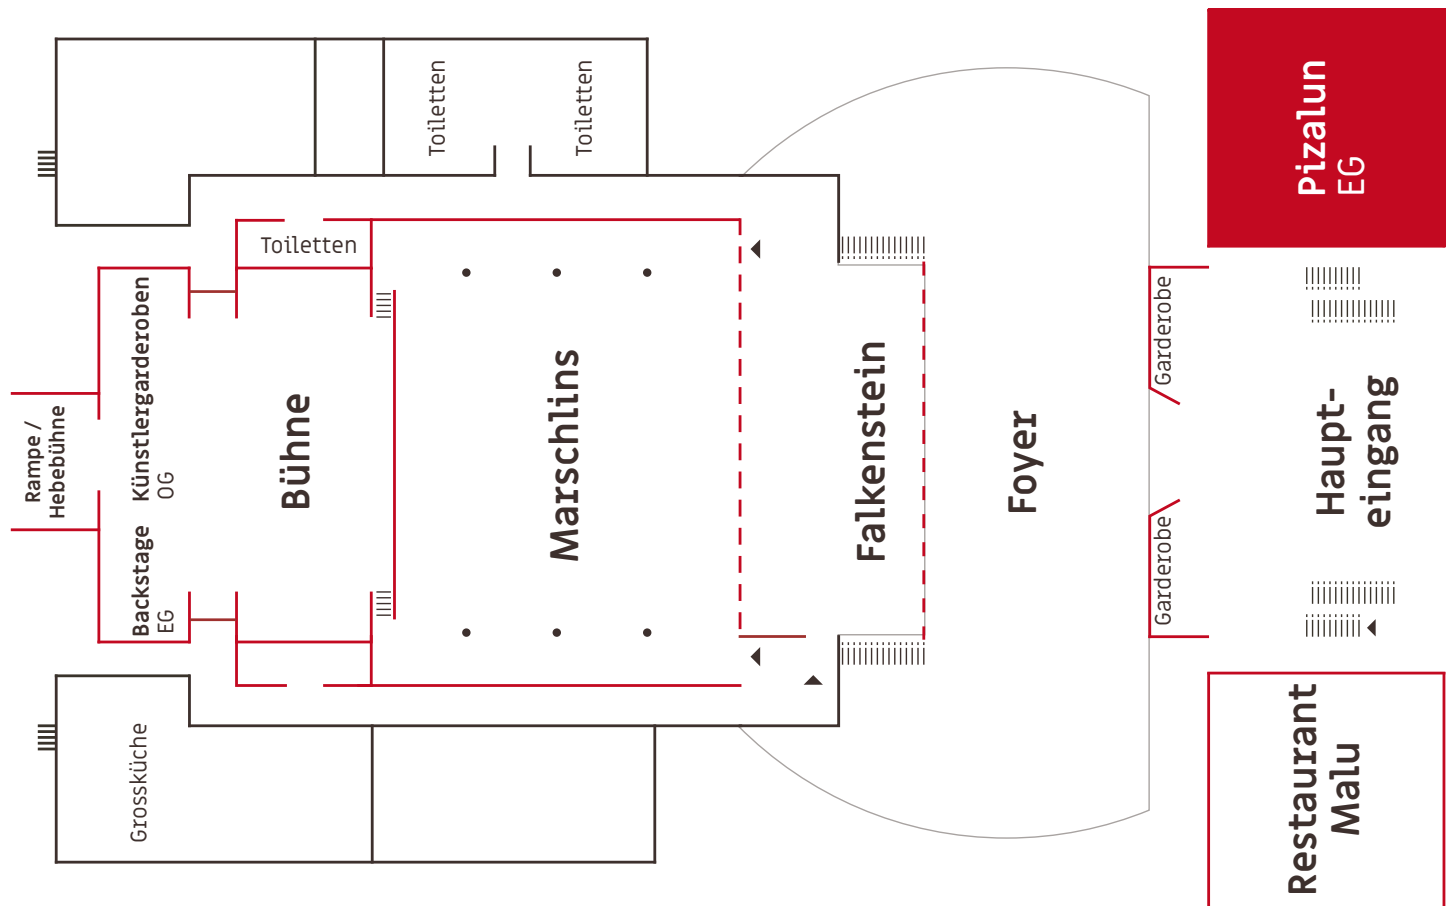 Toiletten
Toiletten
Pizalun
EG
Toiletten
Rampe /
Hebebühne
Künstlergarderoben
OG
Backstage
EG
Bühne
Marschlins
Falkenstein
Foyer
Garderobe
Garderobe
Haupt-
eingang
Grossküche
Restaurant
Malu